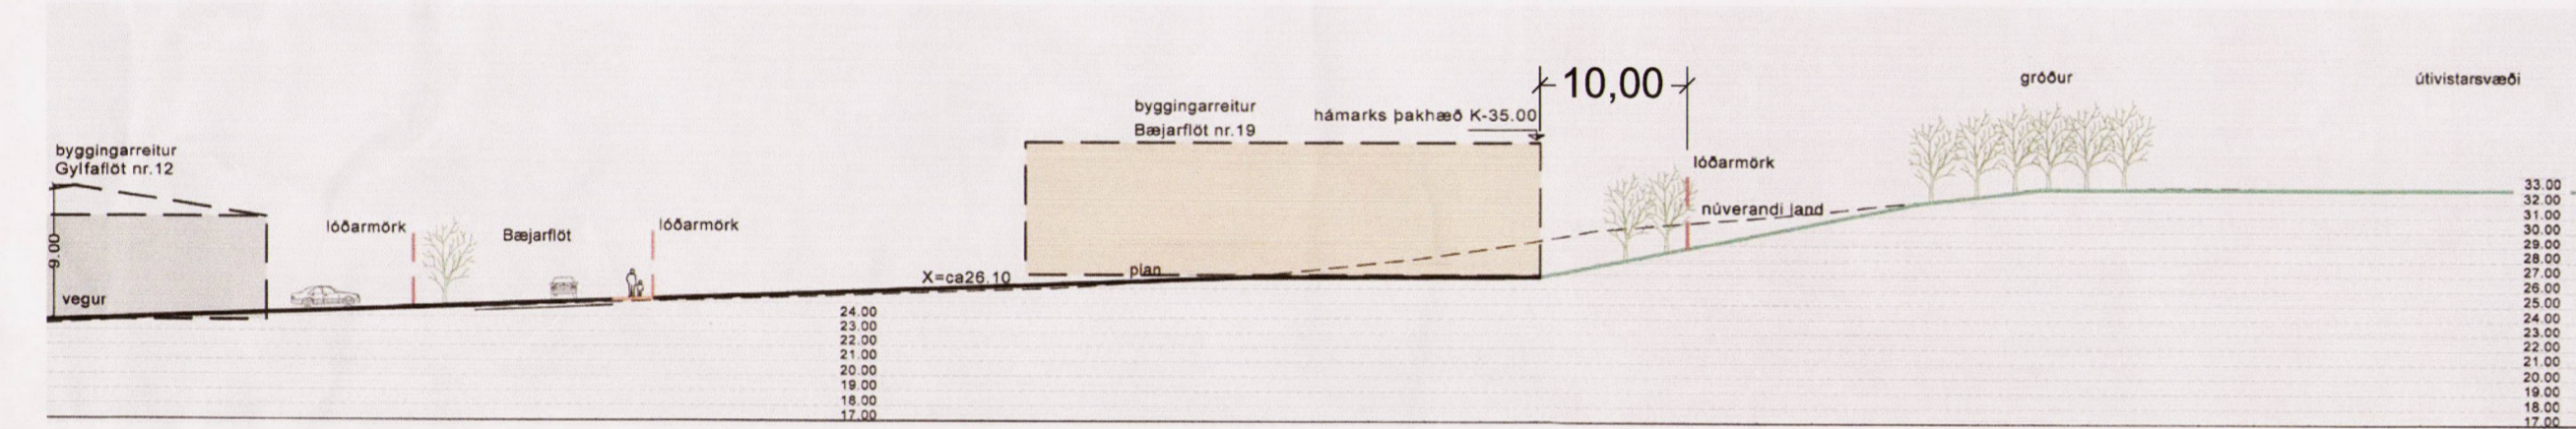 byggingarreitur
Gylfaflöt nr.12
9.00
vegur
lóðarmörk
Bæjarflöt
lóðarmörk
X=ca26.10
byggingarreitur
Bæjarflöt nr.19
hámarks þakhæð K-35.00
plan
10,00
lóðarmörk
núverandi land
gróður
útivistarsvæði
24.00
23.00
22.00
21.00
20.00
19.00
18.00
17.00
33.00
32.00
31.00
30.00
29.00
28.00
27.00
26.00
25.00
24.00
23.00
22.00
21.00
20.00
19.00
18.00
17.00